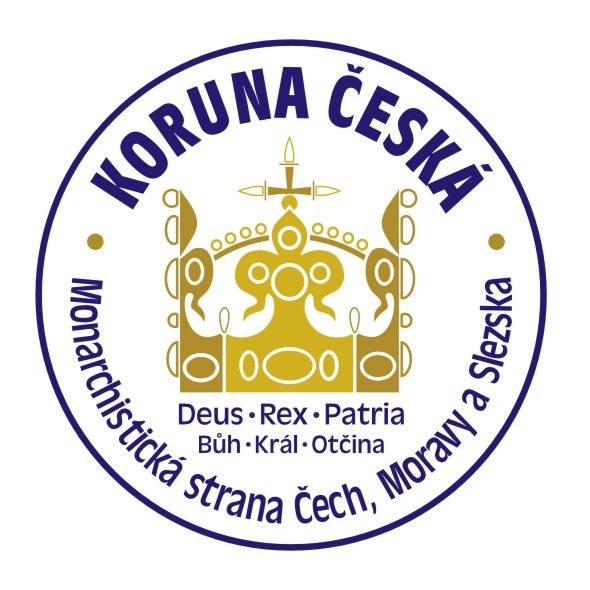 KORUNA ČESKÁ
Deus · Rex · Patria
Bůh · Král · Otčina
Monarchistická strana Čech, Moravy a Slezska